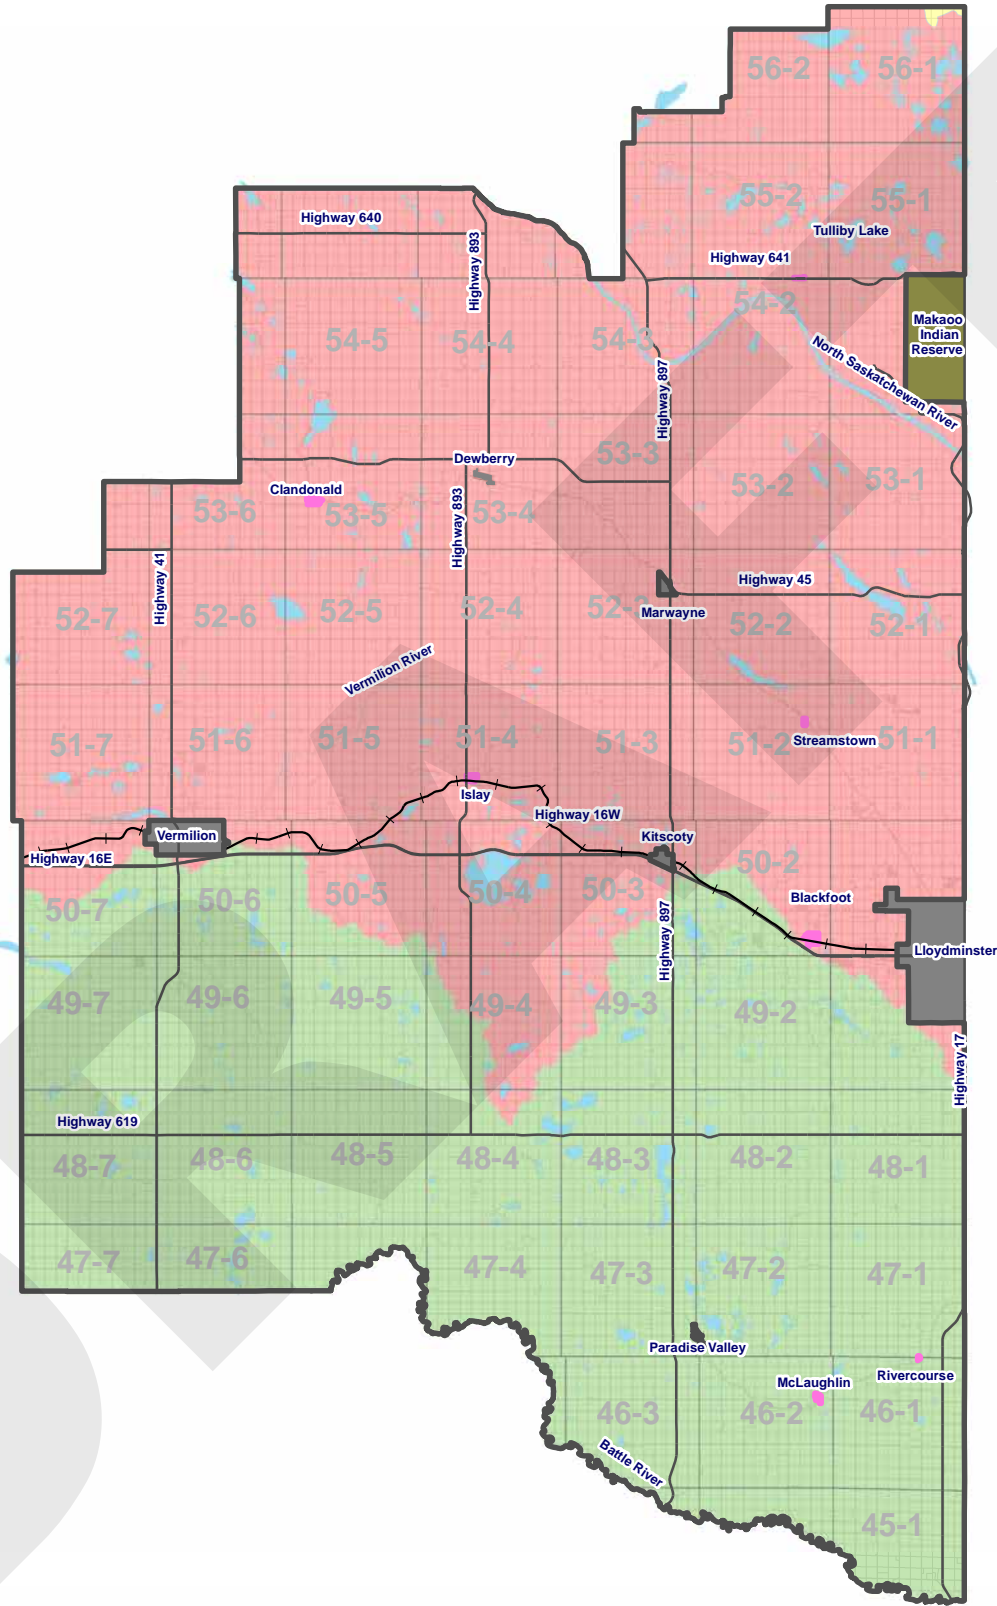 56-2
56-1
55-2
55-1
Tulliby Lake
Highway 640
Highway 893
Highway 641
54-2
Makaoo
Indian
Reserve
54-5
54-4
54-3
North Saskatchewan River
Highway 897
53-3
Dewberry
53-2
53-1
Clandonald
53-6
53-5
53-4
Highway 893
Highway 41
Highway 45
52-7
52-6
52-5
52-4
52-3
Marwayne
52-2
52-1
Vermilion River
51-7
51-6
51-5
51-4
51-3
51-2
Streamstown
51-1
Islay
Highway 16W
Vermilion
Kitscoty
Highway 16E
50-2
50-7
50-6
50-5
50-4
50-3
Blackfoot
Highway 897
Lloydminster
49-7
49-6
49-5
49-4
49-3
49-2
Highway 17
Highway 619
48-7
48-6
48-5
48-4
48-3
48-2
48-1
47-7
47-6
47-4
47-3
47-2
47-1
Paradise Valley
McLaughlin
Rivercourse
46-3
46-2
46-1
Battle River
45-1